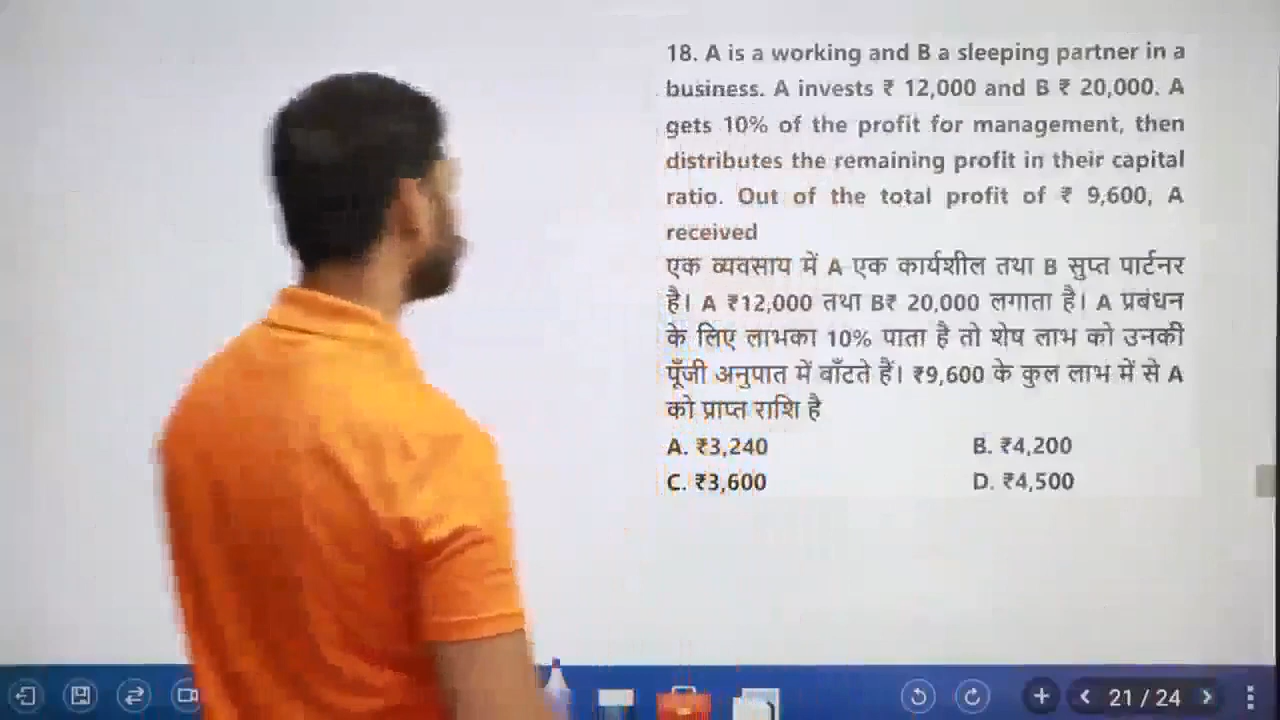 18. A is a working and B a sleeping partner in a
business. A invests ₹ 12,000 and B ₹ 20,000. A
gets 10% of the profit for management, then
distributes the remaining profit in their capital
ratio. Out of the total profit of ₹ 9,600, A
received
एक व्यवसाय में A एक कार्यशील तथा B सुप्त पार्टनर
है। A ₹12,000 तथा B₹ 20,000 लगाता है। A प्रबंधन
के लिए लाभका 10% पाता है तो शेष लाभ को उनकी
पूँजी अनुपात में बाँटते हैं। ₹9,600 के कुल लाभ में से A
को प्राप्त राशि है
A. ₹3,240 B. ₹4,200
C. ₹3,600 D. ₹4,500
21 / 24